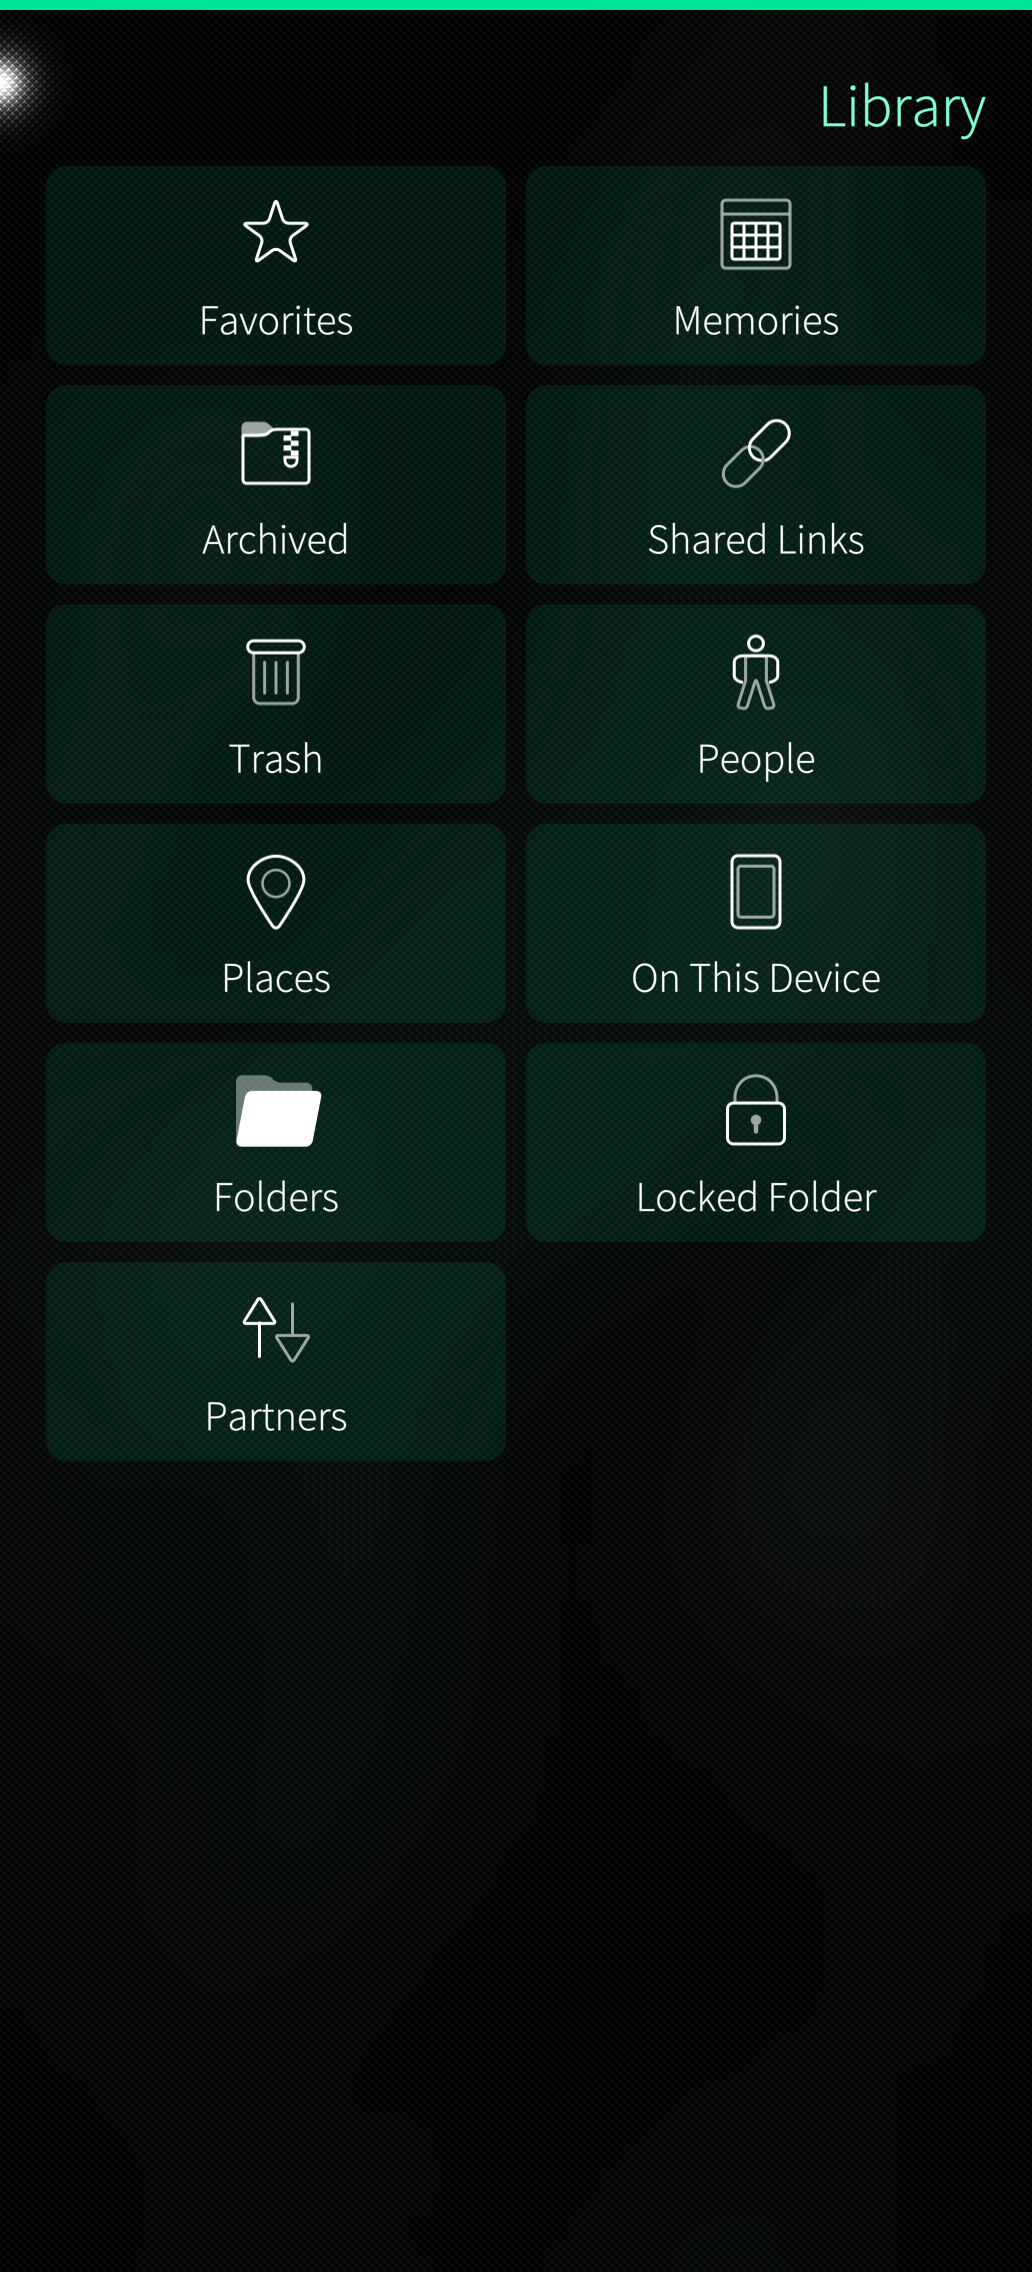 Library
Favorites
Memories
Archived
Shared Links
Trash
People
Places
On This Device
Folders
Locked Folder
Partners